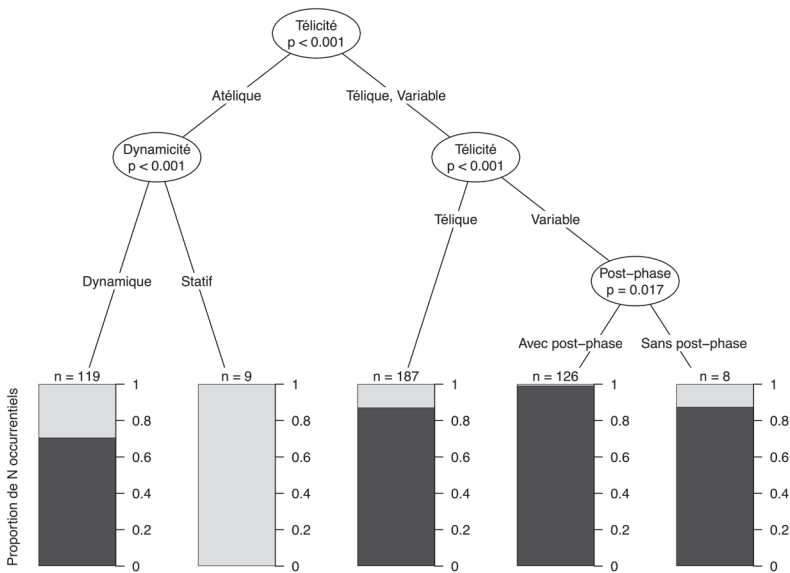 Télicité
p < 0.001
Atélique
Télique, Variable
Dynamicité
p < 0.001
Télicité
p < 0.001
Télique
Variable
Dynamique
Statif
Post−phase
p = 0.017
Avec post−phase
Sans post−phase
n = 119
n = 9
n = 187
n = 126
n = 8
Proportion de N occurrentiels
1
0.8
0.6
0.4
0.2
0
1
0.8
0.6
0.4
0.2
0
1
0.8
0.6
0.4
0.2
0
1
0.8
0.6
0.4
0.2
0
1
0.8
0.6
0.4
0.2
0